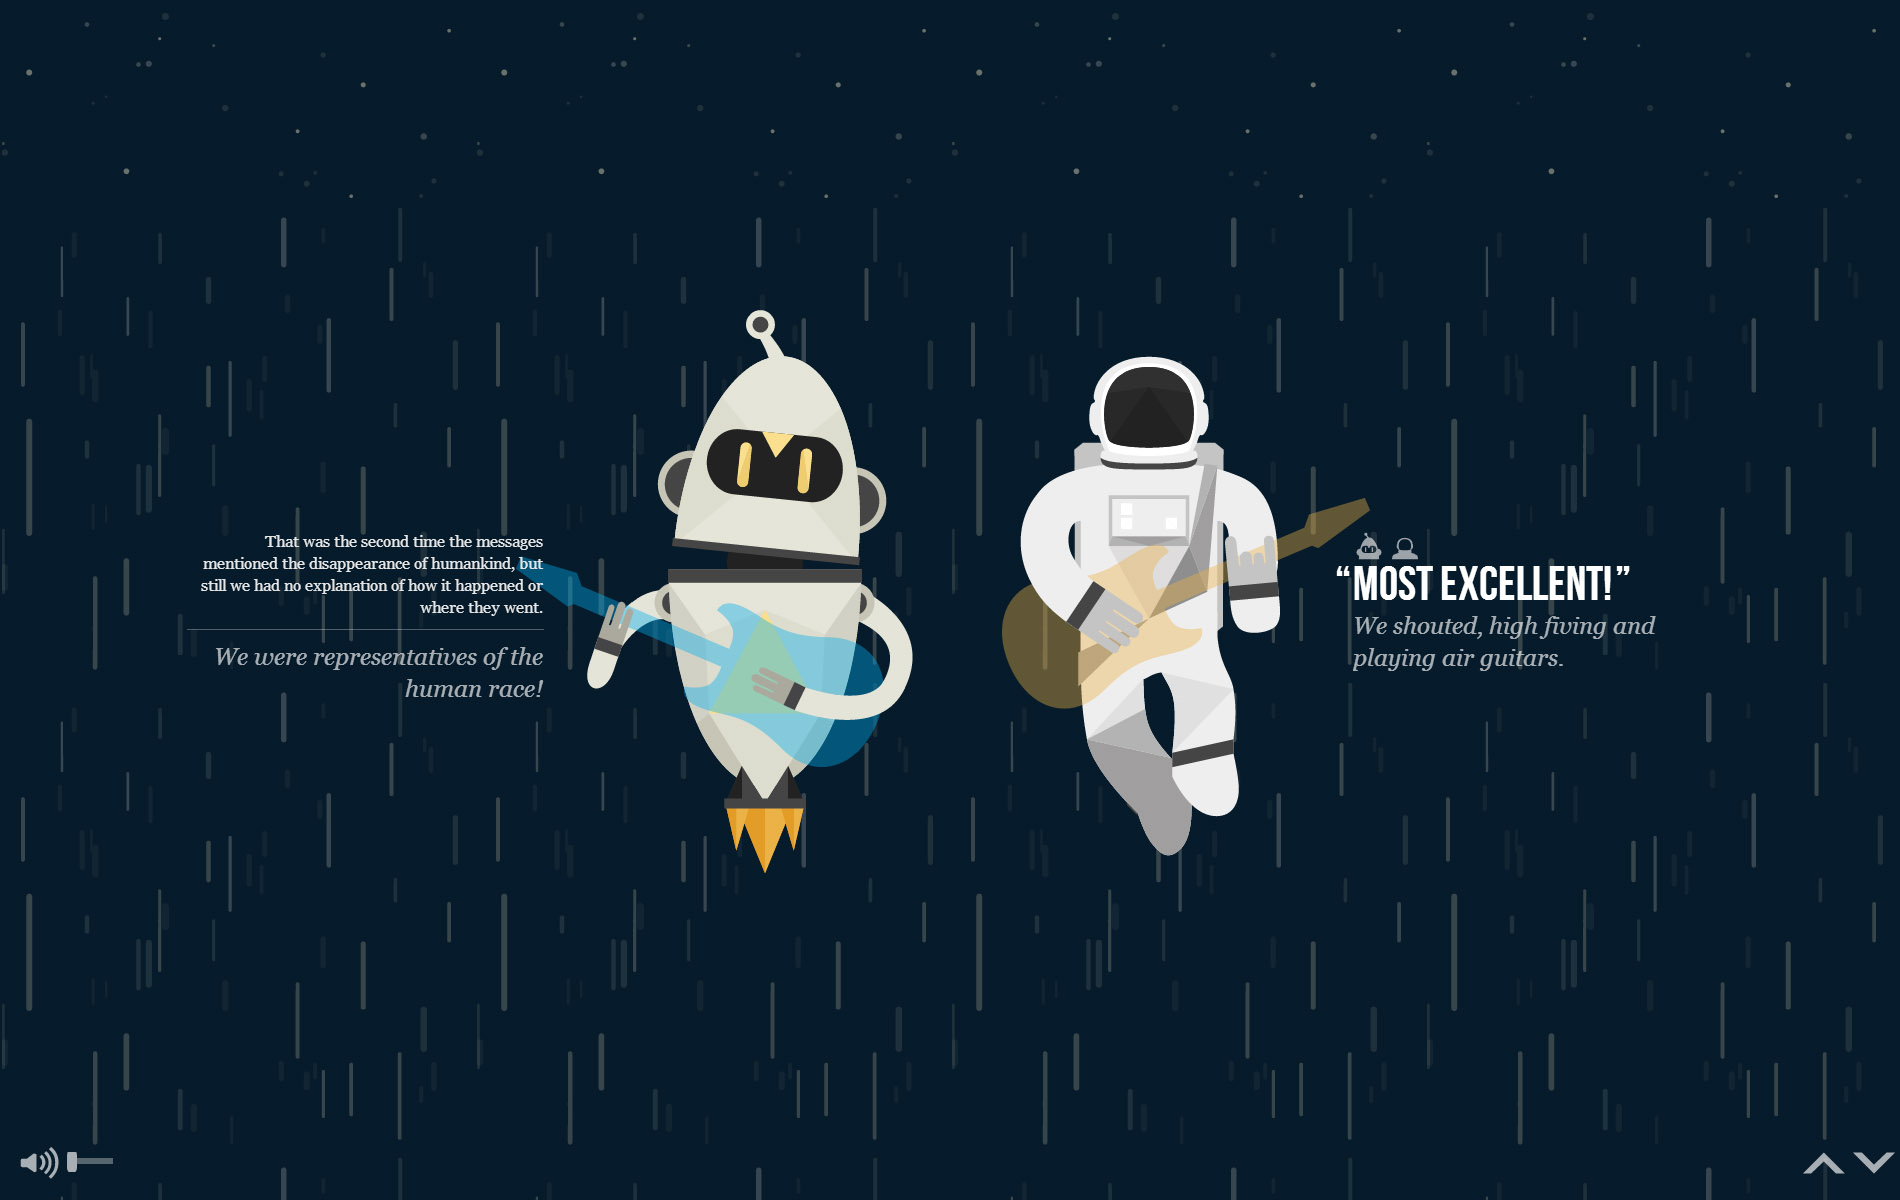 That was the second time the messages
mentioned the disappearance of humankind, but
still we had no explanation of how it happened or
where they went.
We were representatives of the
human race!
“MOST EXCELLENT!”
We shouted, high fiving and
playing air guitars.